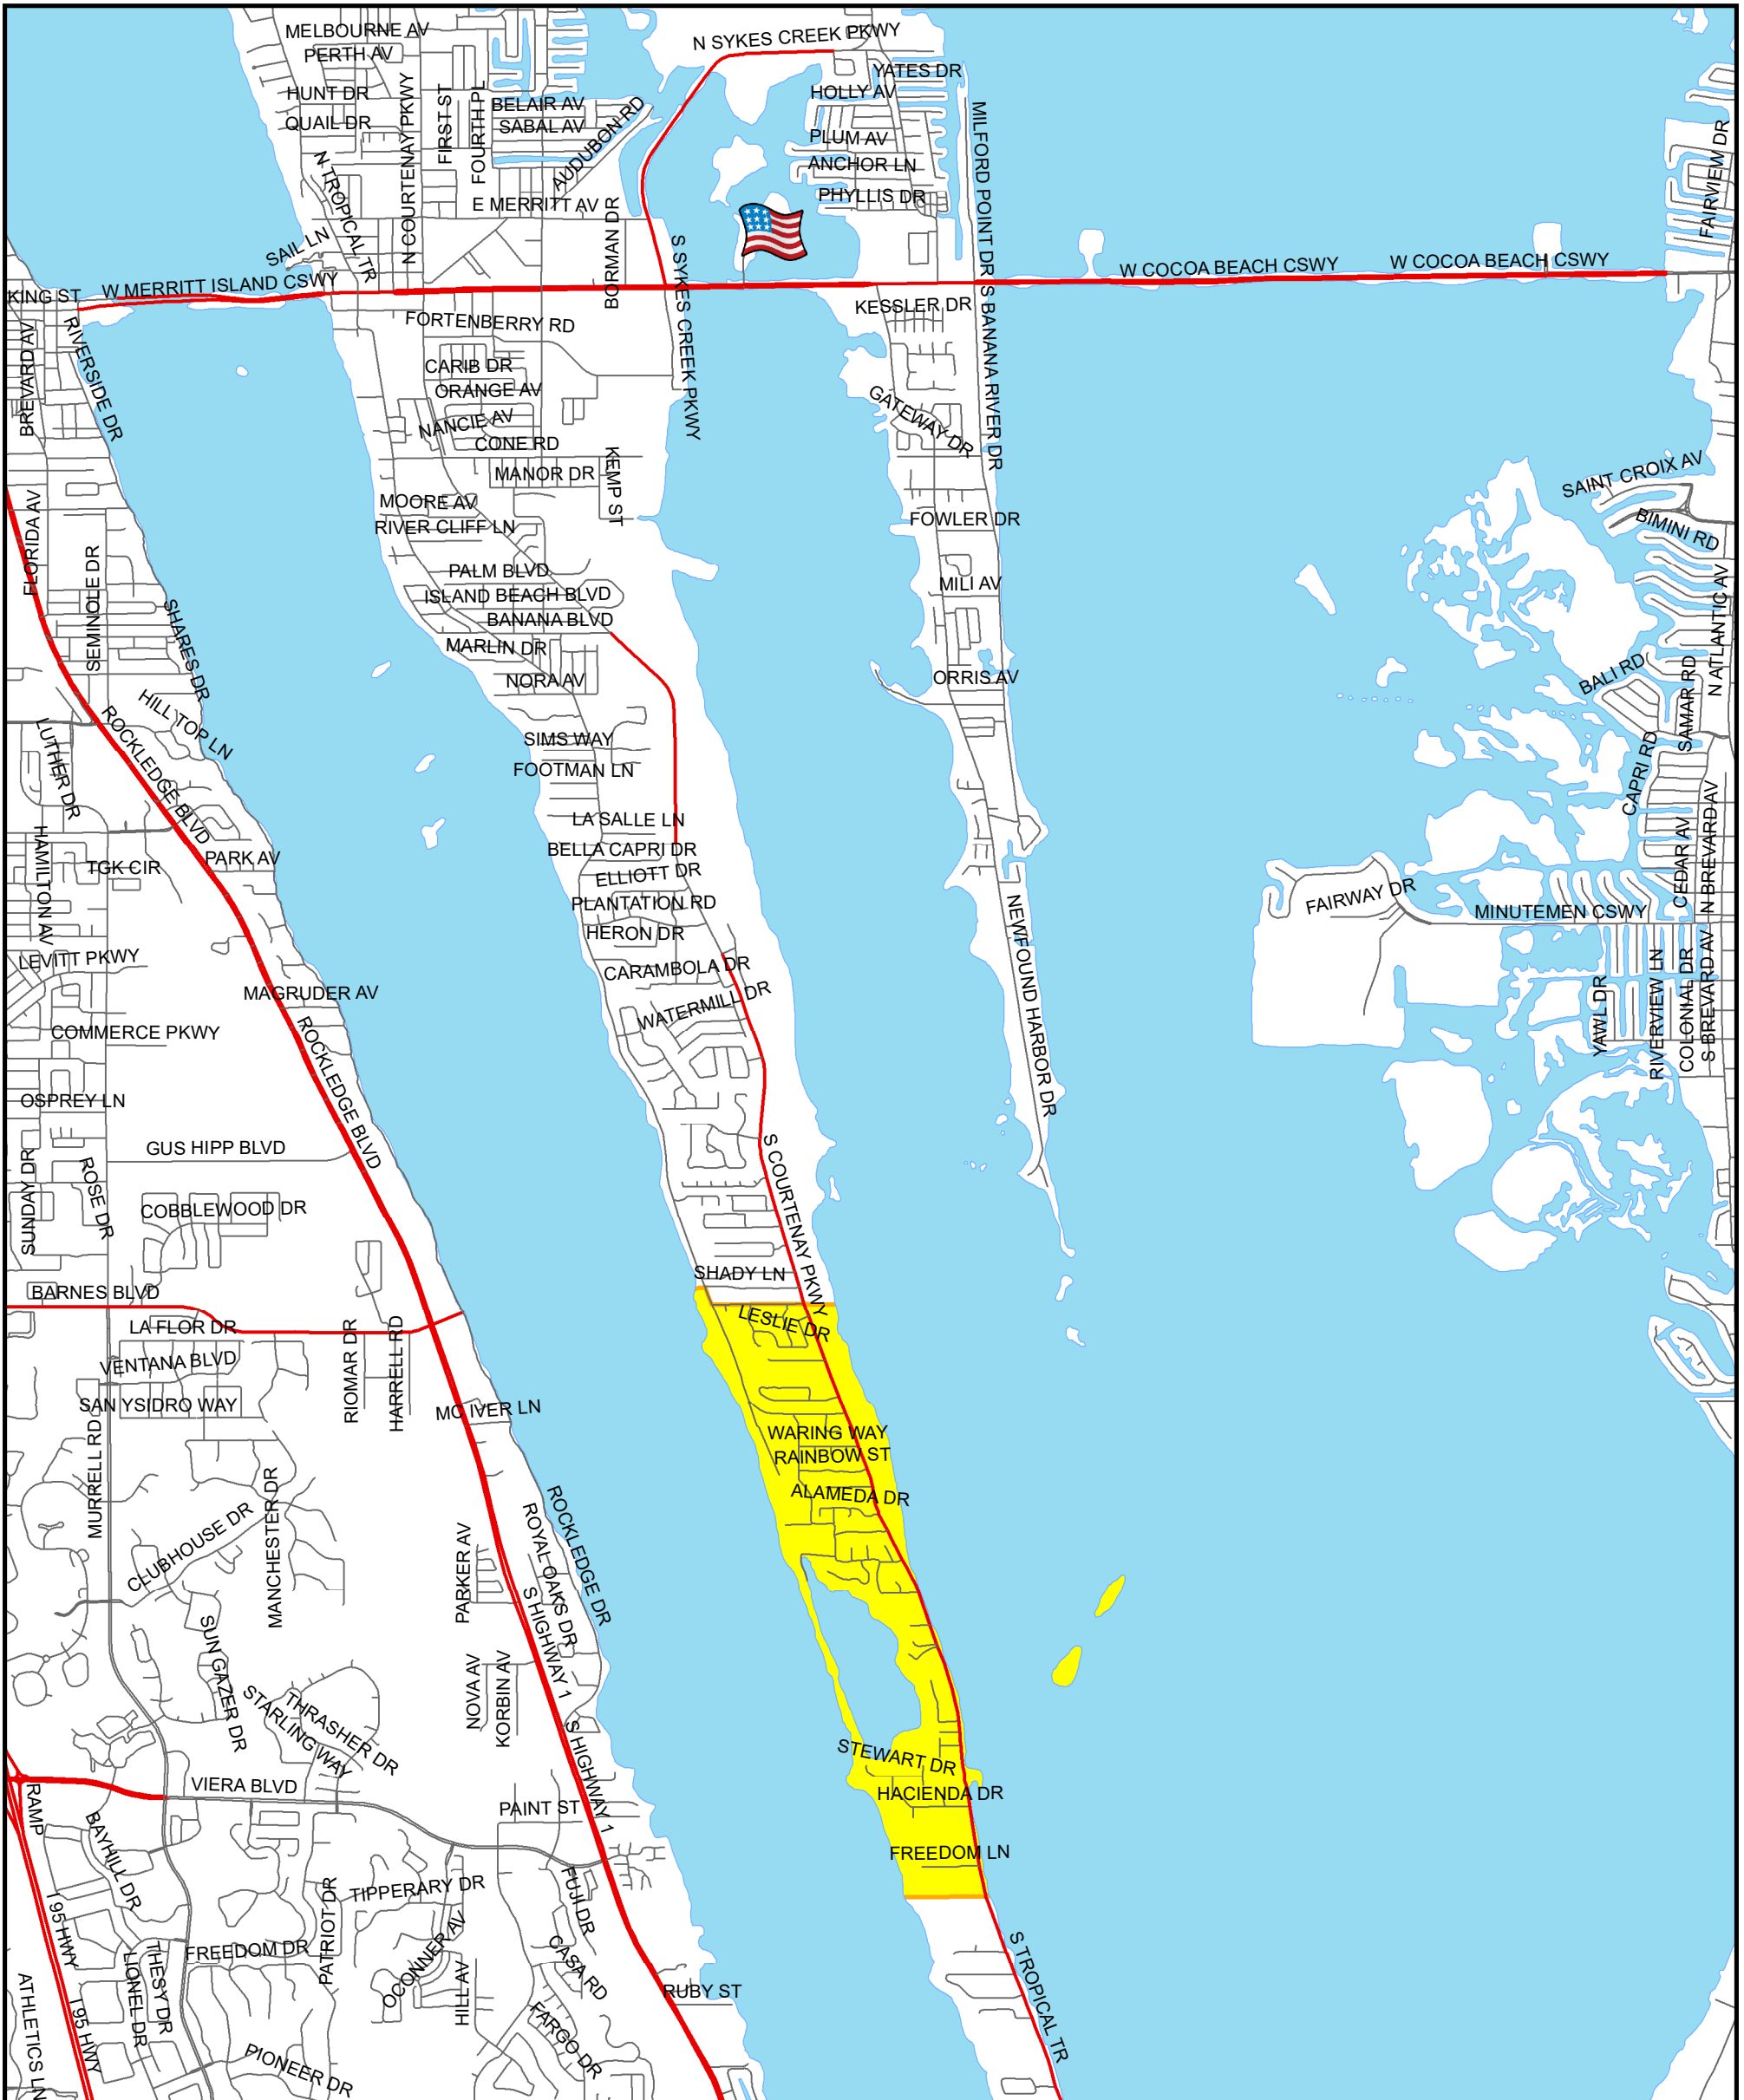 MELBOURNE AV
N SYKES CREEK PKWY
PERTH AV
YATES DR
HUNT DR
HOLLY AV
BELAIR AV
QUAIL DR
SABAL AV
AUDUBON RD
N COURTENAY PKWY
FIRST ST
FOURTH PL
PLUM AV
ANCHOR LN
PHYLLIS DR
MILFORD POINT DR
FAIRVIEW DR
N TROPICAL TR
E MERRITT AV
BORMAN DR
SAIL LN
S SYKES CREEK PKWY
W COCOA BEACH CSWY
W COCOA BEACH CSWY
W MERRITT ISLAND CSWY
KING ST
KESSLER DR
FORTENBERRY RD
BREVARD AV
RIVERSIDE DR
CARIB DR
ORANGE AV
S BANANA RIVER DR
GATEWAY DR
NANCIE AV
CONE RD
MANOR DR
KEMP ST
SAINT CROIX AV
MOORE AV
RIVER CLIFF LN
FOWLER DR
BIMINI RD
FLORIDA AV
SEMINOLE DR
PALM BLVD
MILI AV
ISLAND BEACH BLVD
BANANA BLVD
SHARES DR
MARLIN DR
N ATLANTIC AV
NORA AV
ORRIS AV
BALI RD
SAMAR RD
HILL TOP LN
LUTHER DR
ROCKLEDGE BLVD
SIMS WAY
FOOTMAN LN
CAPRI RD
LA SALLE LN
BELLA CAPRI DR
HAMILTON AV
TGK CIR
PARK AV
ELLIOTT DR
CEDAR AV
N BREVARD AV
PLANTATION RD
FAIRWAY DR
MINUTEMEN CSWY
HERON DR
LEVITT PKWY
CARAMBOLA DR
NEWFOUND HARBOR DR
MAGRUDER AV
WATERMILL DR
YAWL DR
RIVERVIEW LN
COLONIAL DR
S BREVARD AV
COMMERCE PKWY
ROCKLEDGE BLVD
OSPREY LN
GUS HIPP BLVD
S COURTENAY PKWY
SUNDAY DR
ROSE DR
COBBLEWOOD DR
SHADY LN
BARNES BLVD
LESLIE DR
LA FLOR DR
RIOMAR DR
HARRELL RD
VENTANA BLVD
SAN YSIDRO WAY
MC IVER LN
WARING WAY
RAINBOW ST
MURRELL RD
ALAMEDA DR
MANCHESTER DR
CLUBHOUSE DR
ROCKLEDGE DR
ROYAL OAKS DR
PARKER AV
S HIGHWAY 1
SUN GAZER DR
NOVA AV
KORBIN AV
THRASHER DR
STARLING WAY
S HIGHWAY 1
STEWART DR
VIERA BLVD
HACIENDA DR
RAMP
PAINT ST
BAYHILL DR
FREEDOM LN
TIPPERARY DR
FUJI DR
I 95 HWY
PATRIOT DR
OCONNER AV
FREEDOM DR
CASA RD
S TROPICAL TR
THESY DR
LIONEL DR
HILL AV
RUBY ST
ATHLETICS LN
I 95 HWY
FARGO DR
PIONEER DR